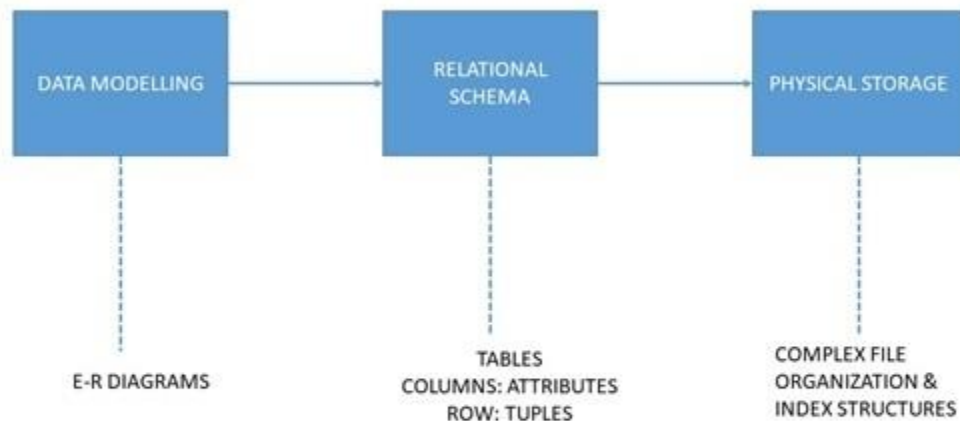 DATA MODELLING
RELATIONAL
SCHEMA
PHYSICAL STORAGE
E-R DIAGRAMS
TABLES
COLUMNS: ATTRIBUTES
ROW: TUPLES
COMPLEX FILE
ORGANIZATION &
INDEX STRUCTURES